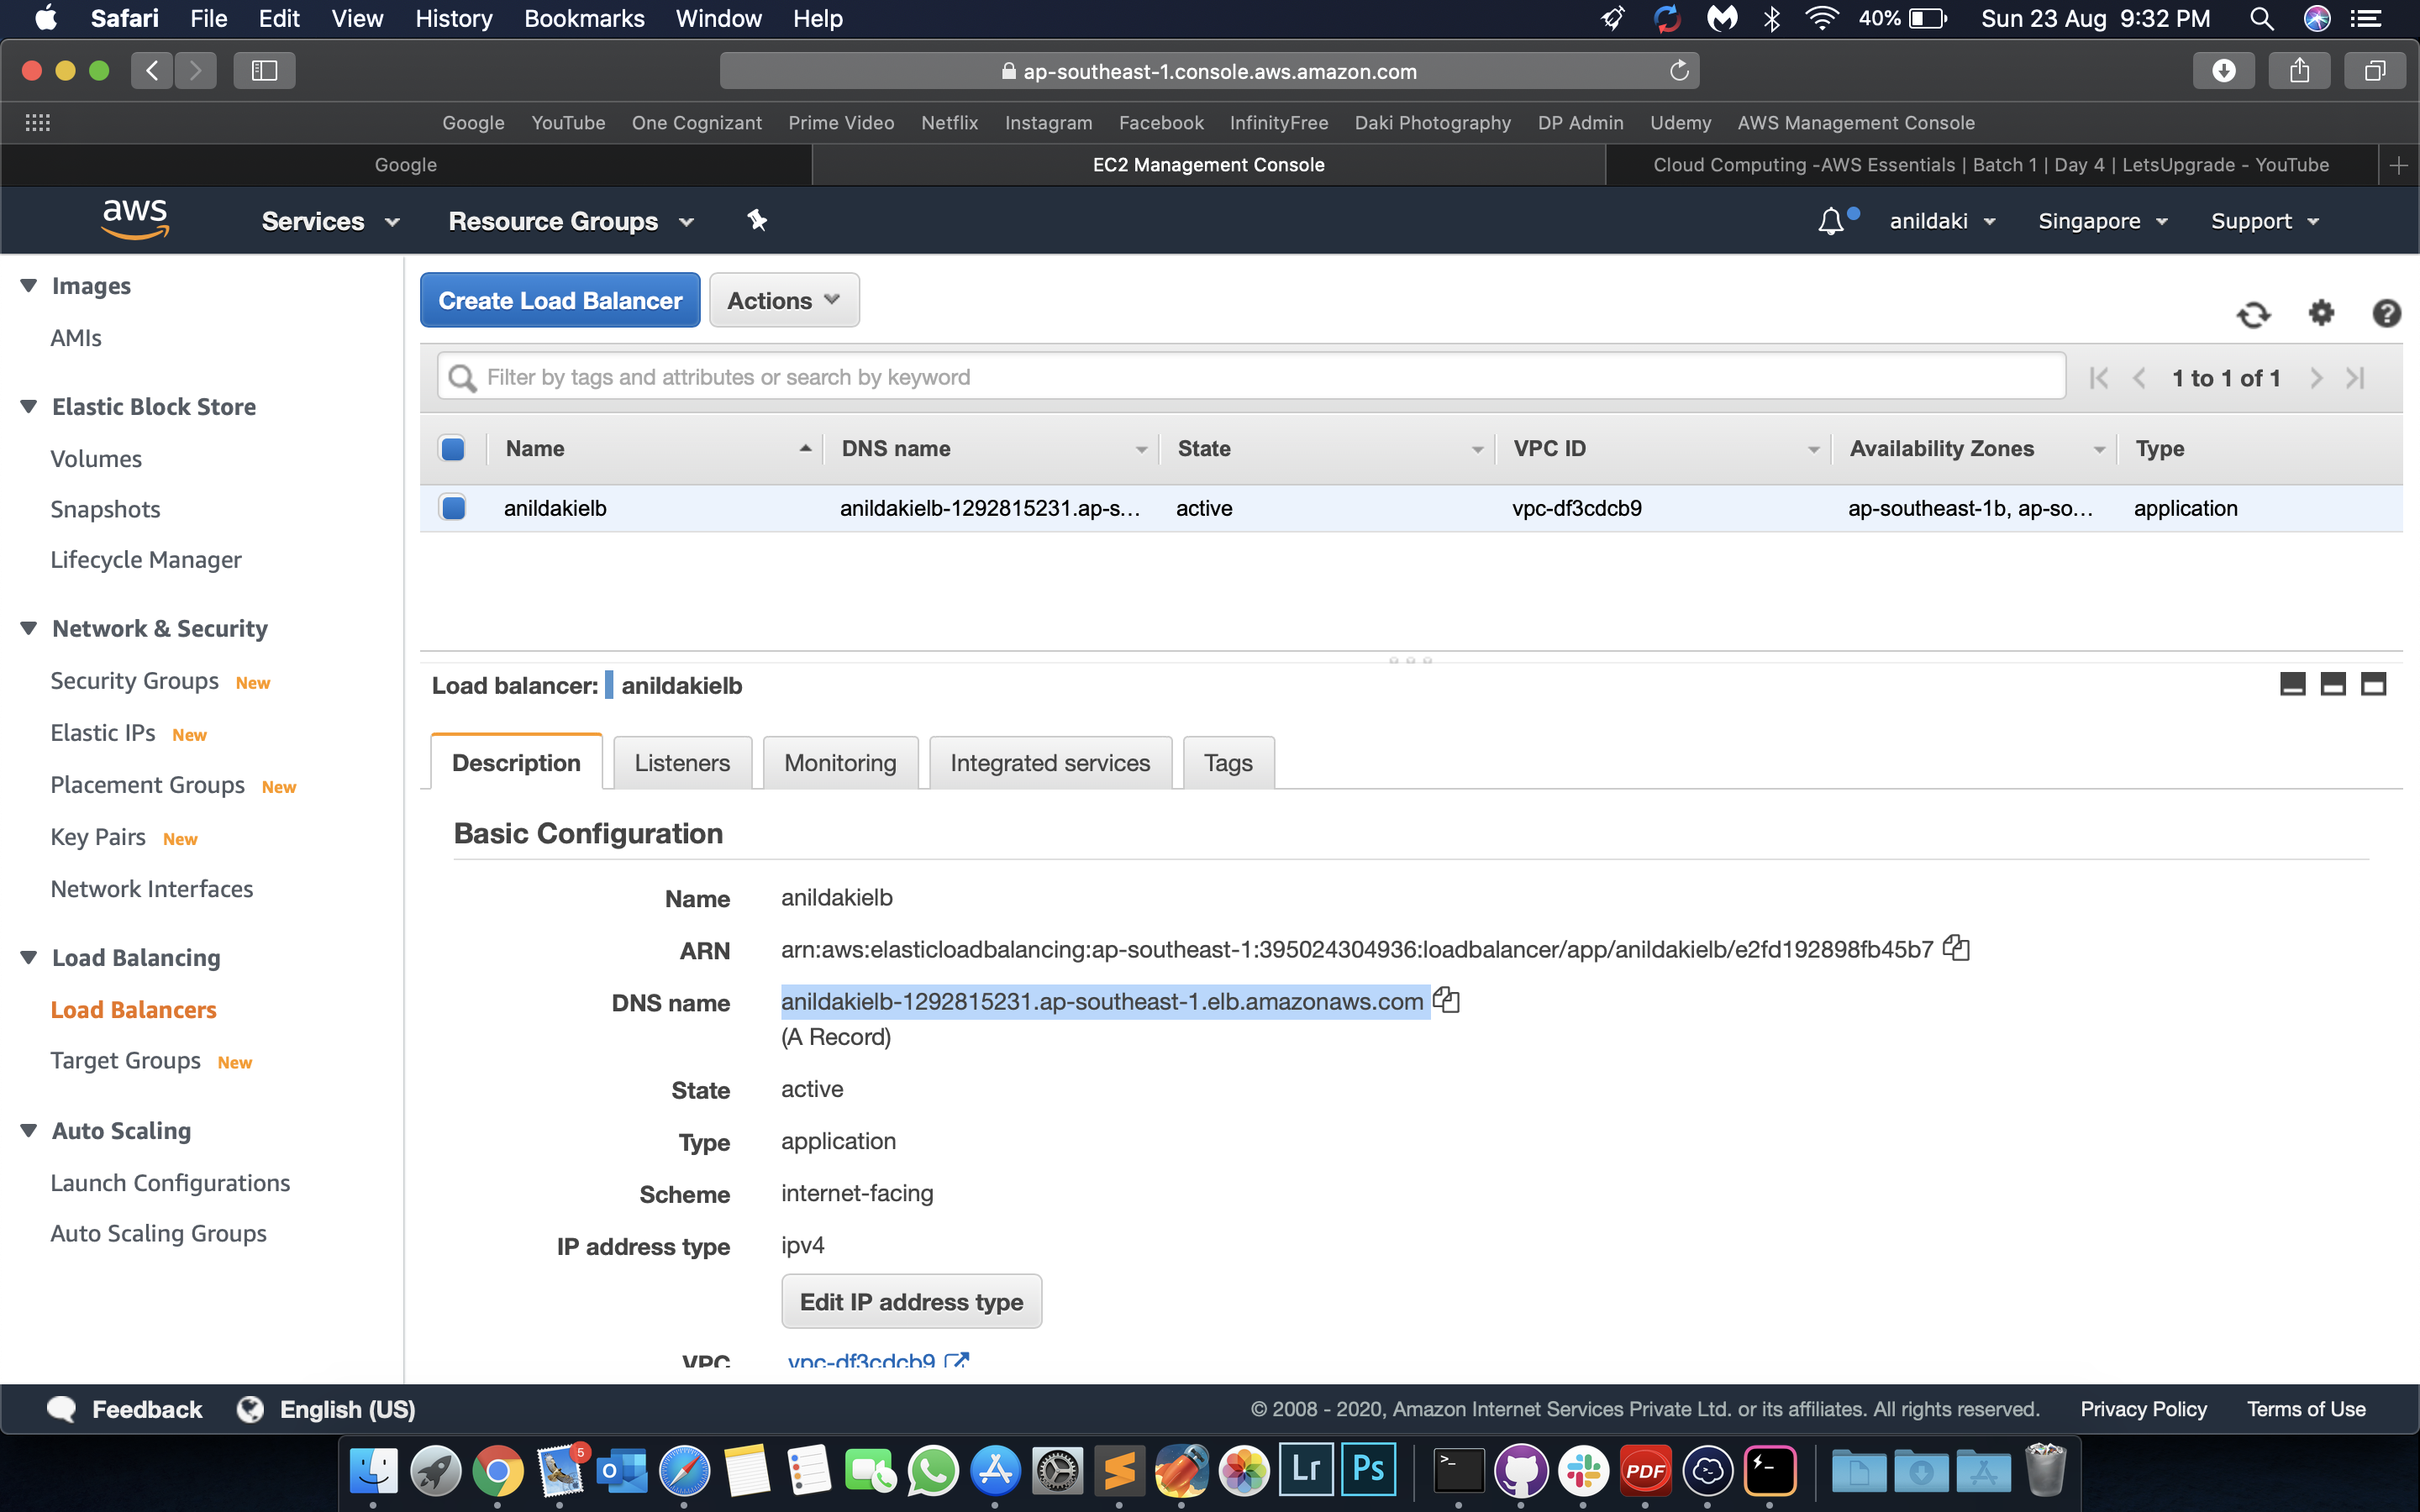 Safari File Edit View History Bookmarks Window Help 40% Sun 23 Aug 9:32 PM
ap-southeast-1.console.aws.amazon.com
Google YouTube One Cognizant Prime Video Netflix Instagram Facebook InfinityFree Daki Photography DP Admin Udemy AWS Management Console
Google EC2 Management Console Cloud Computing -AWS Essentials | Batch 1 | Day 4 | LetsUpgrade - YouTube
aws Services Resource Groups anildaki Singapore Support
Images
AMIs
Elastic Block Store
Volumes
Snapshots
Lifecycle Manager
Network & Security
Security Groups New
Elastic IPs New
Placement Groups New
Key Pairs New
Network Interfaces
Load Balancing
Load Balancers
Target Groups New
Auto Scaling
Launch Configurations
Auto Scaling Groups
Create Load Balancer Actions
Filter by tags and attributes or search by keyword 1 to 1 of 1
Name DNS name State VPC ID Availability Zones Type
anildakielb anildakielb-1292815231.ap-s... active vpc-df3cdcb9 ap-southeast-1b, ap-so... application
Load balancer: anildakielb
Description Listeners Monitoring Integrated services Tags
Basic Configuration
Name anildakielb
ARN arn:aws:elasticloadbalancing:ap-southeast-1:395024304936:loadbalancer/app/anildakielb/e2fd192898fb45b7
DNS name anildakielb-1292815231.ap-southeast-1.elb.amazonaws.com
(A Record)
State active
Type application
Scheme internet-facing
IP address type ipv4
Edit IP address type
VPC vpc-df3cdcb9
Feedback English (US) © 2008 - 2020, Amazon Internet Services Private Ltd. or its affiliates. All rights reserved. Privacy Policy Terms of Use
5 Lr Ps PDF